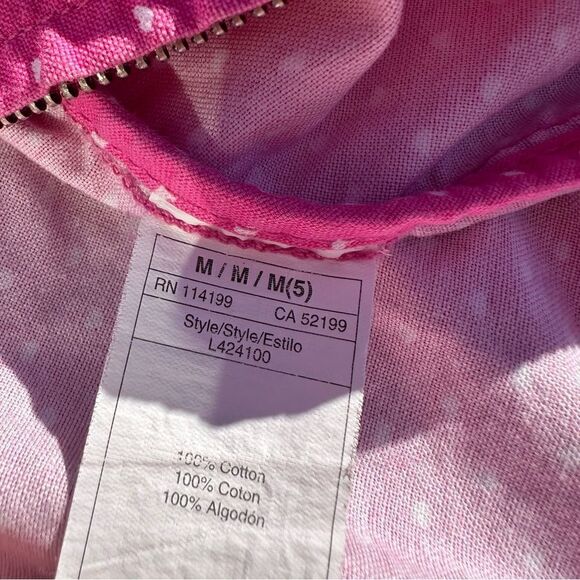 M / M / M(5)
RN 114199 CA 52199
Style/Style/Estilo
L424100
100% Cotton
100% Coton
100% Algodón